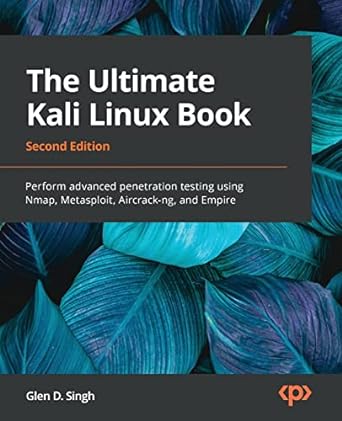 The Ultimate
Kali Linux Book
Second Edition
Perform advanced penetration testing using
Nmap, Metasploit, Aircrack-ng, and Empire
Glen D. Singh
<p>